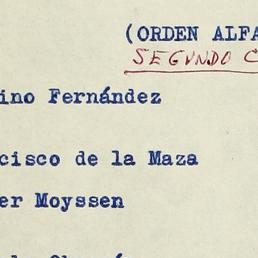 (ORDEN ALFA
SEGUNDO C
ino Fernández
cisco de la Maza
er Moyssen